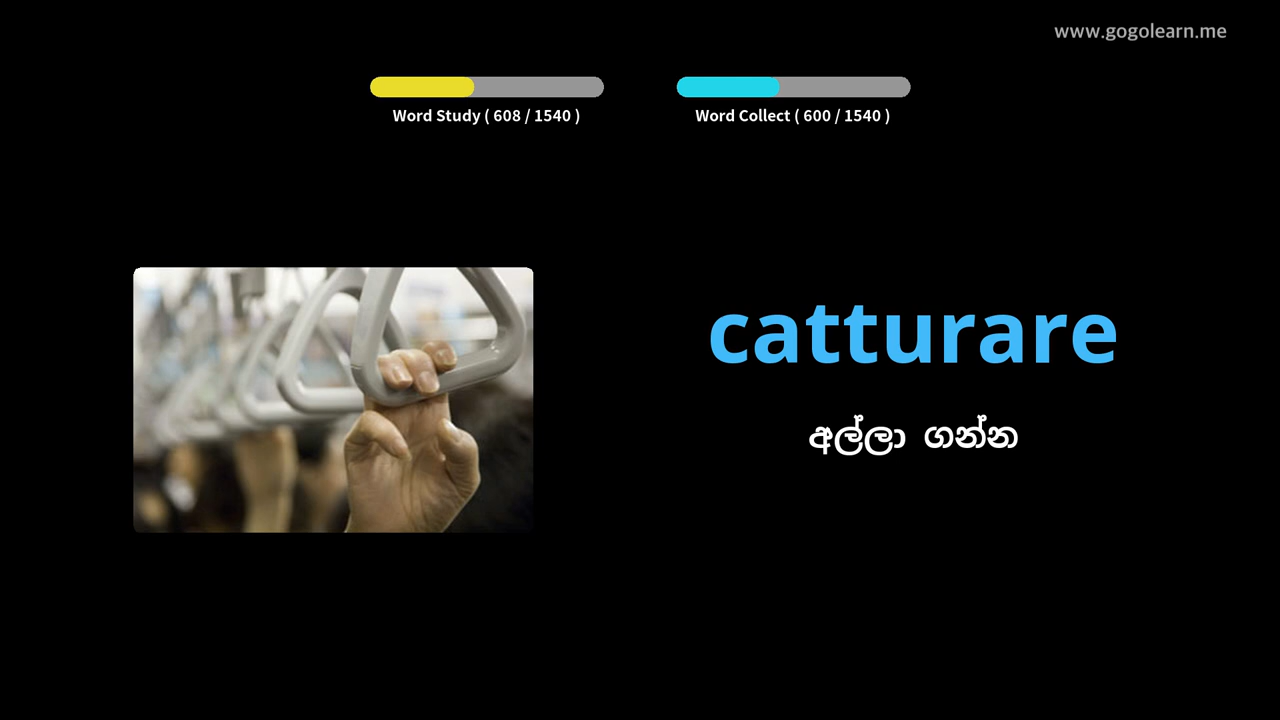 www.gogolearn.me
Word Study ( 608 / 1540 )
Word Collect ( 600 / 1540 )
catturare
අල්ලා ගන්න